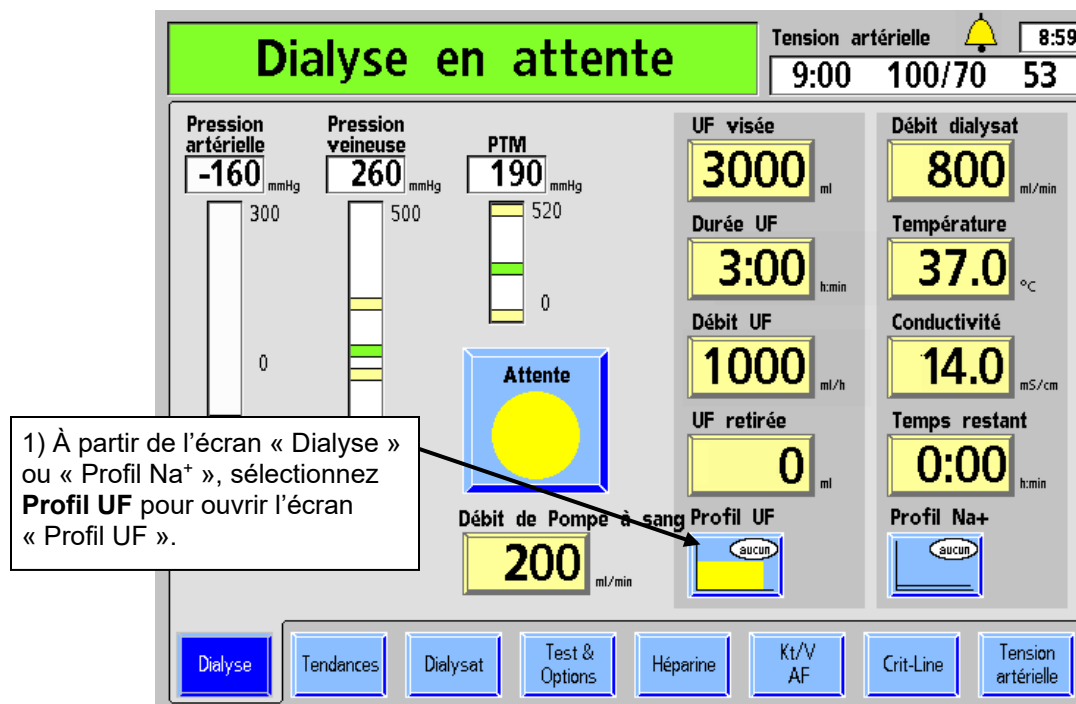 Dialyse en attente
Tension artérielle
8:59
9:00 100/70 53
Pression artérielle
-160 mmHg
300
0
Pression veineuse
260 mmHg
500
PTM
190 mmHg
520
0
Attente
Débit de Pompe à sang
200 ml/min
UF visée
3000 ml
Durée UF
3:00 h:min
Débit UF
1000 ml/h
UF retirée
0 ml
Profil UF
aucun
Débit dialysat
800 ml/min
Température
37.0 °C
Conductivité
14.0 mS/cm
Temps restant
0:00 h:min
Profil Na+
aucun
1) À partir de l’écran « Dialyse »
ou « Profil Na⁺ », sélectionnez
Profil UF pour ouvrir l’écran
« Profil UF ».
Dialyse
Tendances
Dialysat
Test &
Options
Héparine
Kt/V
AF
Crit-Line
Tension
artérielle